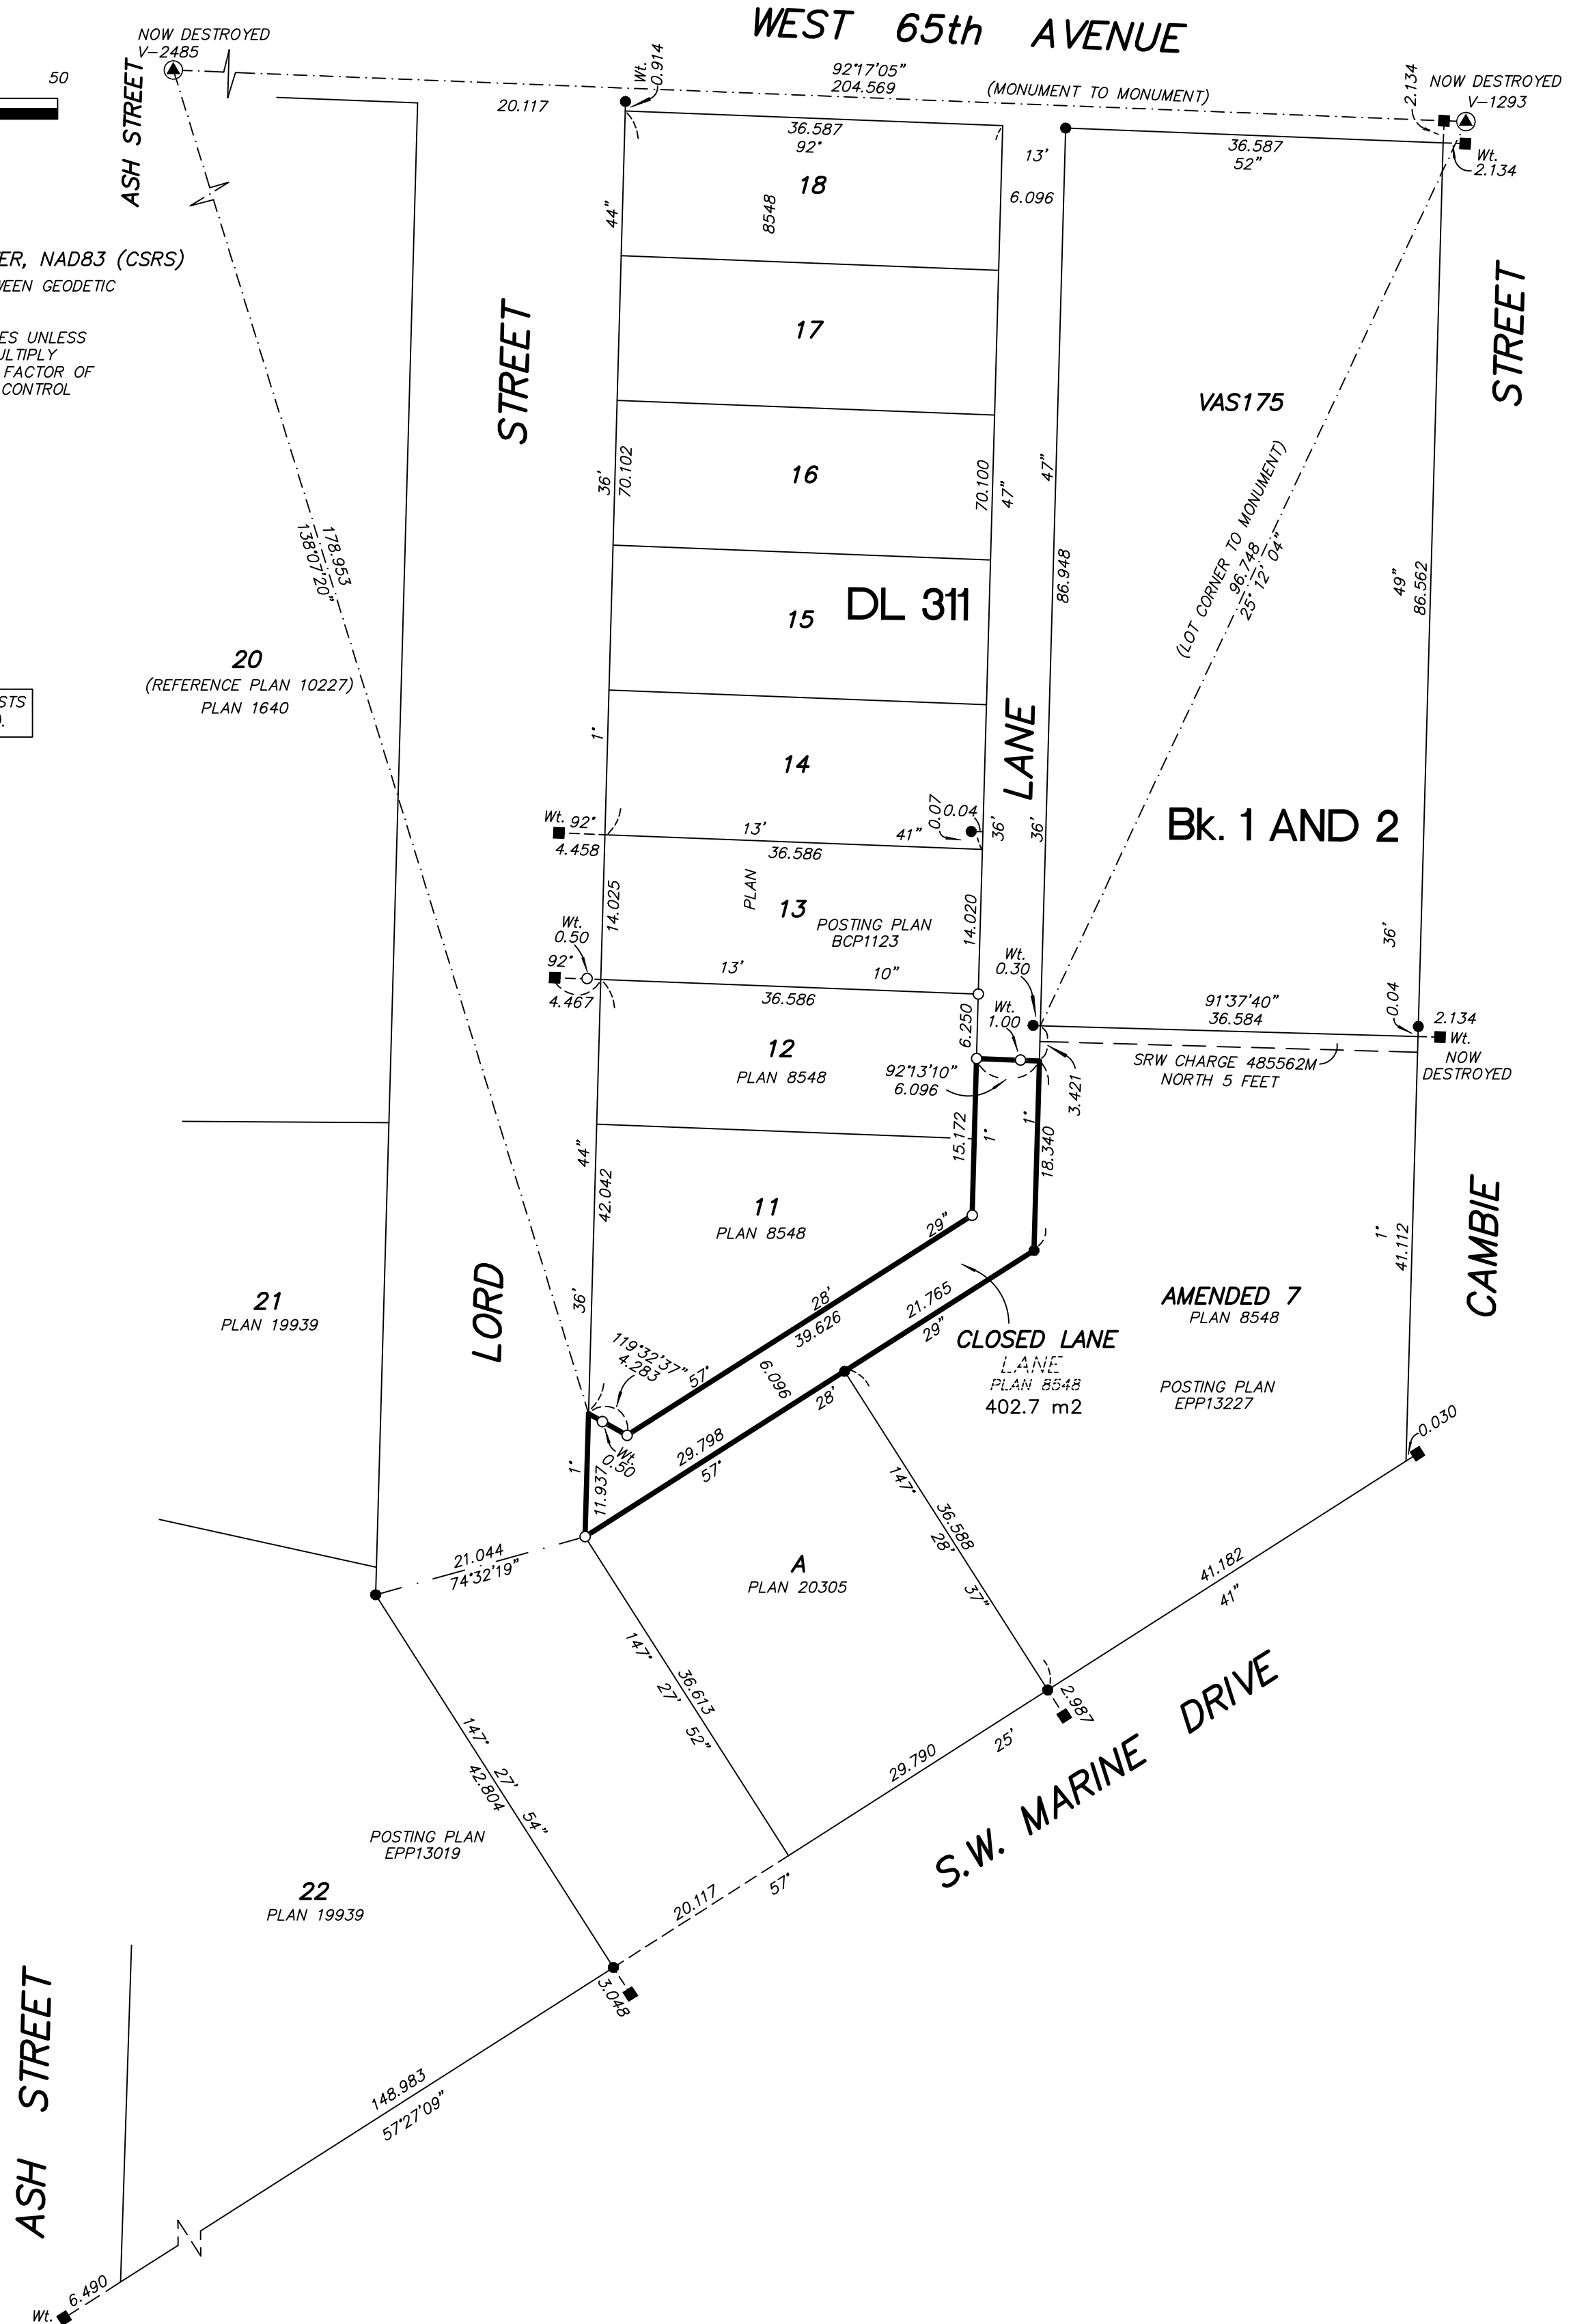 WEST 65th AVENUE
NOW DESTROYED
V-2485
50
ASH STREET
Wt.
0.914
92°17'05"
204.569
(MONUMENT TO MONUMENT)
2.134
NOW DESTROYED
V-1293
20.117
36.587
92°
13'
36.587
52"
Wt.
2.134
18
6.096
44"
8548
ER, NAD83 (CSRS)
WEEN GEODETIC
ES UNLESS
ULTIPLY
FACTOR OF
CONTROL
17
STREET
STREET
VAS175
36'
70.102
16
70.100
47"
47"
(LOT CORNER TO MONUMENT)
96.748
25° 12' 04"
178.953
138°07'20"
86.948
49"
86.562
15
DL 311
20
(REFERENCE PLAN 10227)
PLAN 1640
STS
).
1°
14
LANE
Wt. 92°
4.458
13'
41"
36.586
0.07
0.04
36'
36'
Bk. 1 AND 2
14.025
PLAN
13
POSTING PLAN
BCP1123
14.020
36'
Wt.
0.50
92°
4.467
13'
10"
36.586
Wt.
0.30
91°37'40"
36.584
0.04
2.134
Wt.
NOW
DESTROYED
6.250
Wt.
1.00
12
PLAN 8548
92°13'10"
6.096
3.421
SRW CHARGE 485562M
NORTH 5 FEET
15.172
1°
1°
18.340
44"
42.042
11
PLAN 8548
29"
LORD
36'
21
PLAN 19939
28'
39.626
21.765
29"
CLOSED LANE
LANE
PLAN 8548
402.7 m2
AMENDED 7
PLAN 8548
1°
41.112
CAMBIE
POSTING PLAN
EPP13227
119°32'37"
4.283
57°
6.096
28'
0.030
Wt.
0.50
1°
11.937
29.798
57°
21.044
74°32'19"
A
PLAN 20305
147°
36.588
28'
37"
41.182
41"
147°
36.613
27'
52"
S.W. MARINE DRIVE
2.987
147°
27'
42.804
54"
29.790
25'
POSTING PLAN
EPP13019
22
PLAN 19939
20.117
57°
3.048
ASH STREET
148.983
57°27'09"
6.490
Wt.